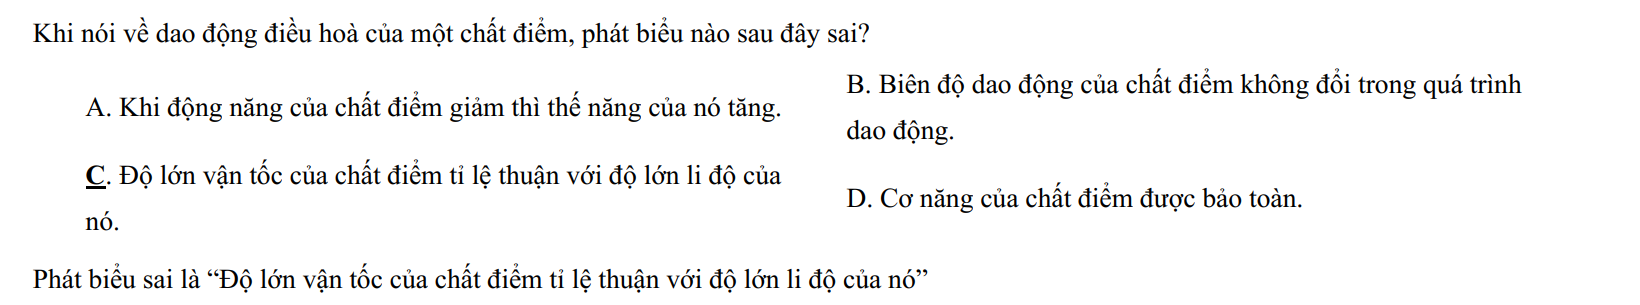 Khi nói về dao động điều hoà của một chất điểm, phát biểu nào sau đây sai?
A. Khi động năng của chất điểm giảm thì thế năng của nó tăng.
B. Biên độ dao động của chất điểm không đổi trong quá trình
dao động.
C. Độ lớn vận tốc của chất điểm tỉ lệ thuận với độ lớn li độ của
nó.
D. Cơ năng của chất điểm được bảo toàn.
Phát biểu sai là “Độ lớn vận tốc của chất điểm tỉ lệ thuận với độ lớn li độ của nó”